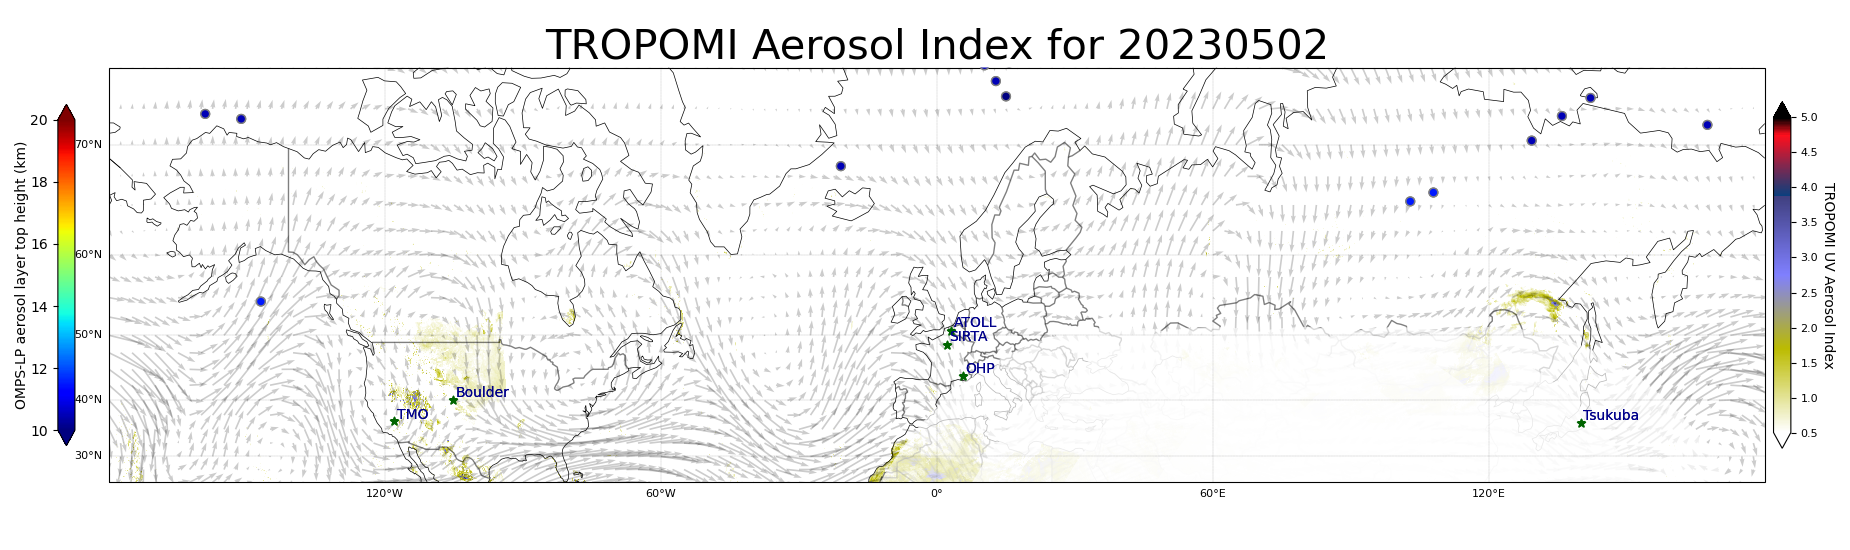 TROPOMI Aerosol Index for 20230502
20
18
16
14
12
10
OMPS-LP aerosol layer top height (km)
70°N
60°N
50°N
40°N
30°N
120°W
60°W
0°
60°E
120°E
ATOLL
SIRTA
OHP
Boulder
TMO
Tsukuba
5.0
4.5
4.0
3.5
3.0
2.5
2.0
1.5
1.0
0.5
TROPOMI UV Aerosol Index